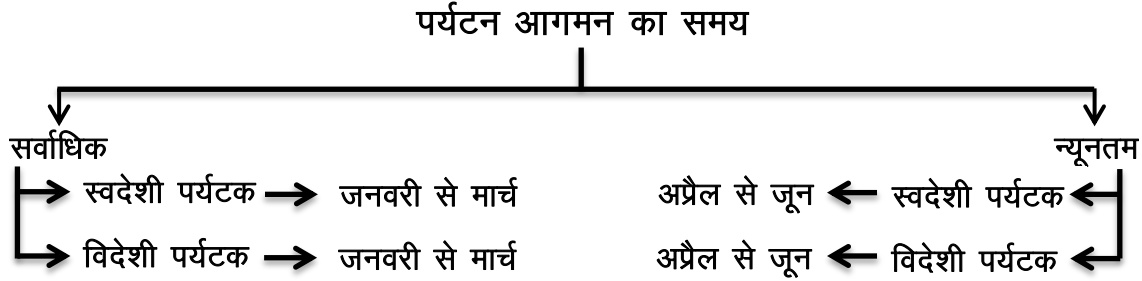 पर्यटन आगमन का समय
सर्वाधिक
न्यूनतम
स्वदेशी पर्यटक जनवरी से मार्च अप्रैल से जून स्वदेशी पर्यटक
विदेशी पर्यटक जनवरी से मार्च अप्रैल से जून विदेशी पर्यटक